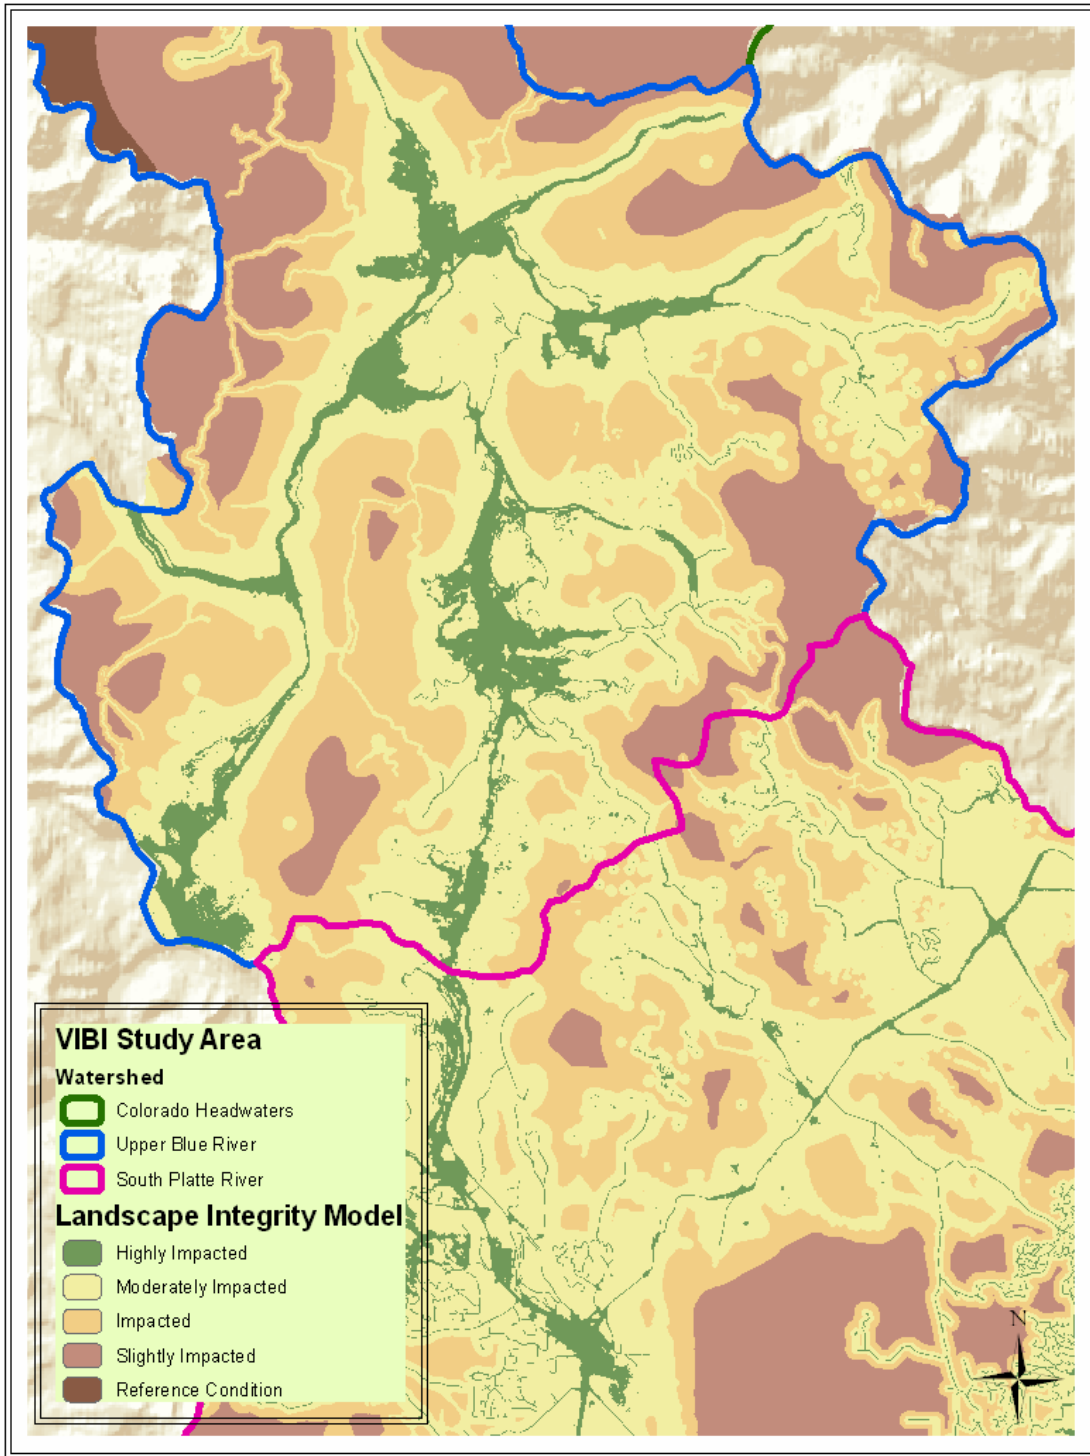 VIBI Study Area
Watershed
Colorado Headwaters
Upper Blue River
South Platte River
Landscape Integrity Model
Highly Impacted
Moderately Impacted
Impacted
Slightly Impacted
Reference Condition
N